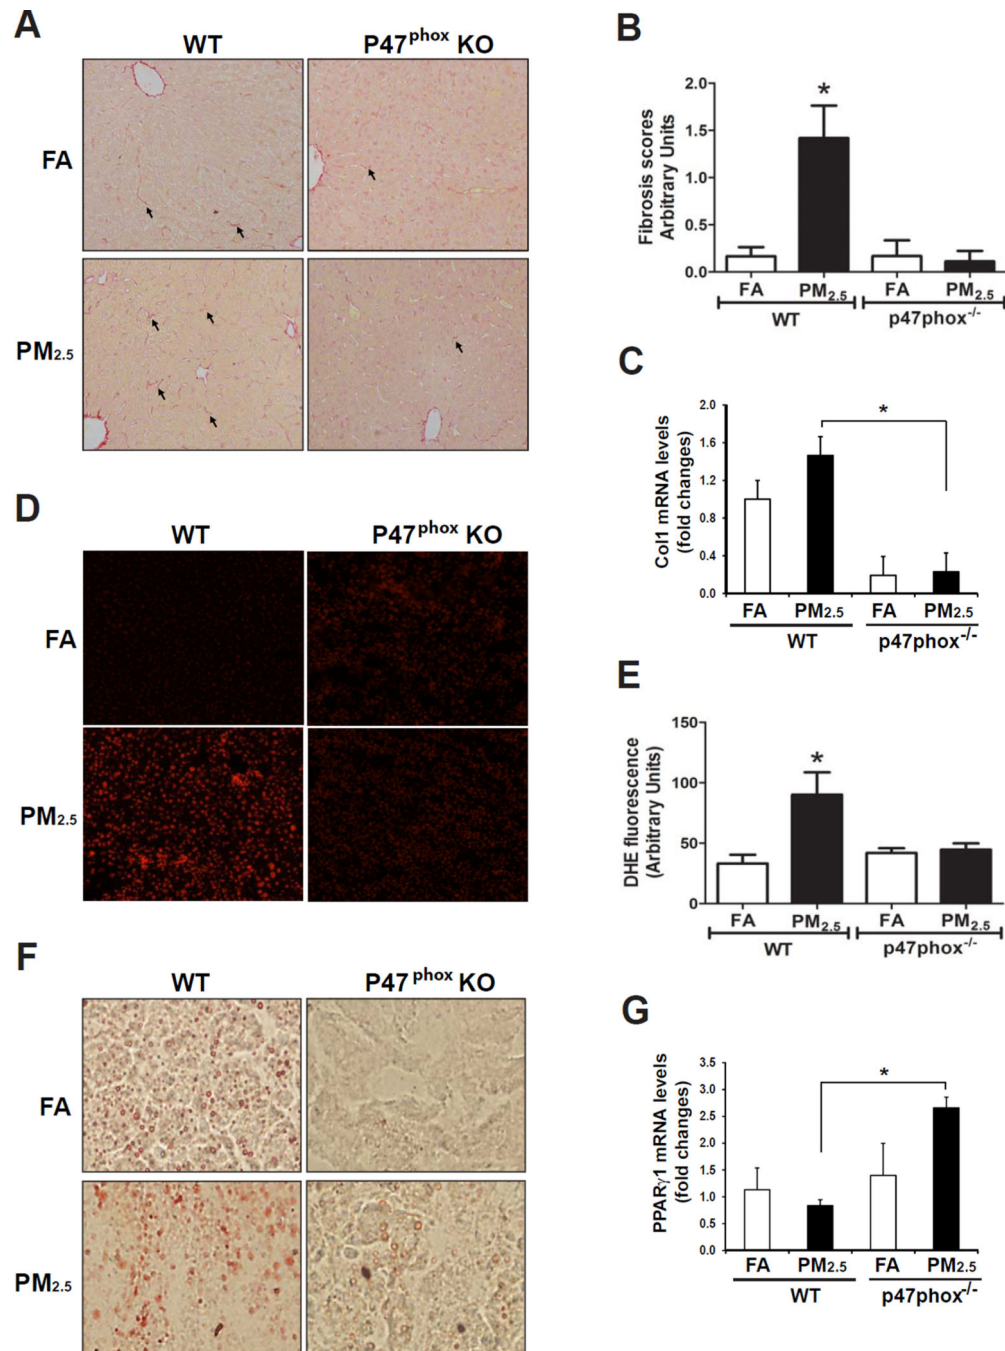 A
WT P47phox KO
FA
PM2.5
B
Fibrosis scores
Arbitrary Units
2.0
1.5
1.0
0.5
0.0
*
FA PM2.5 FA PM2.5
WT p47phox-/-
C
Col1 mRNA levels
(fold changes)
2.0
1.6
1.2
0.8
0.4
0.0
*
FA PM2.5 FA PM2.5
WT p47phox-/-
D
WT P47phox KO
FA
PM2.5
E
DHE fluorescence
(Arbitrary Units)
150
100
50
0
*
FA PM2.5 FA PM2.5
WT p47phox-/-
F
WT P47phox KO
FA
PM2.5
G
PPARγ1 mRNA levels
(fold changes)
3.5
3.0
2.5
2.0
1.5
1.0
0.5
0.0
*
FA PM2.5 FA PM2.5
WT p47phox-/-